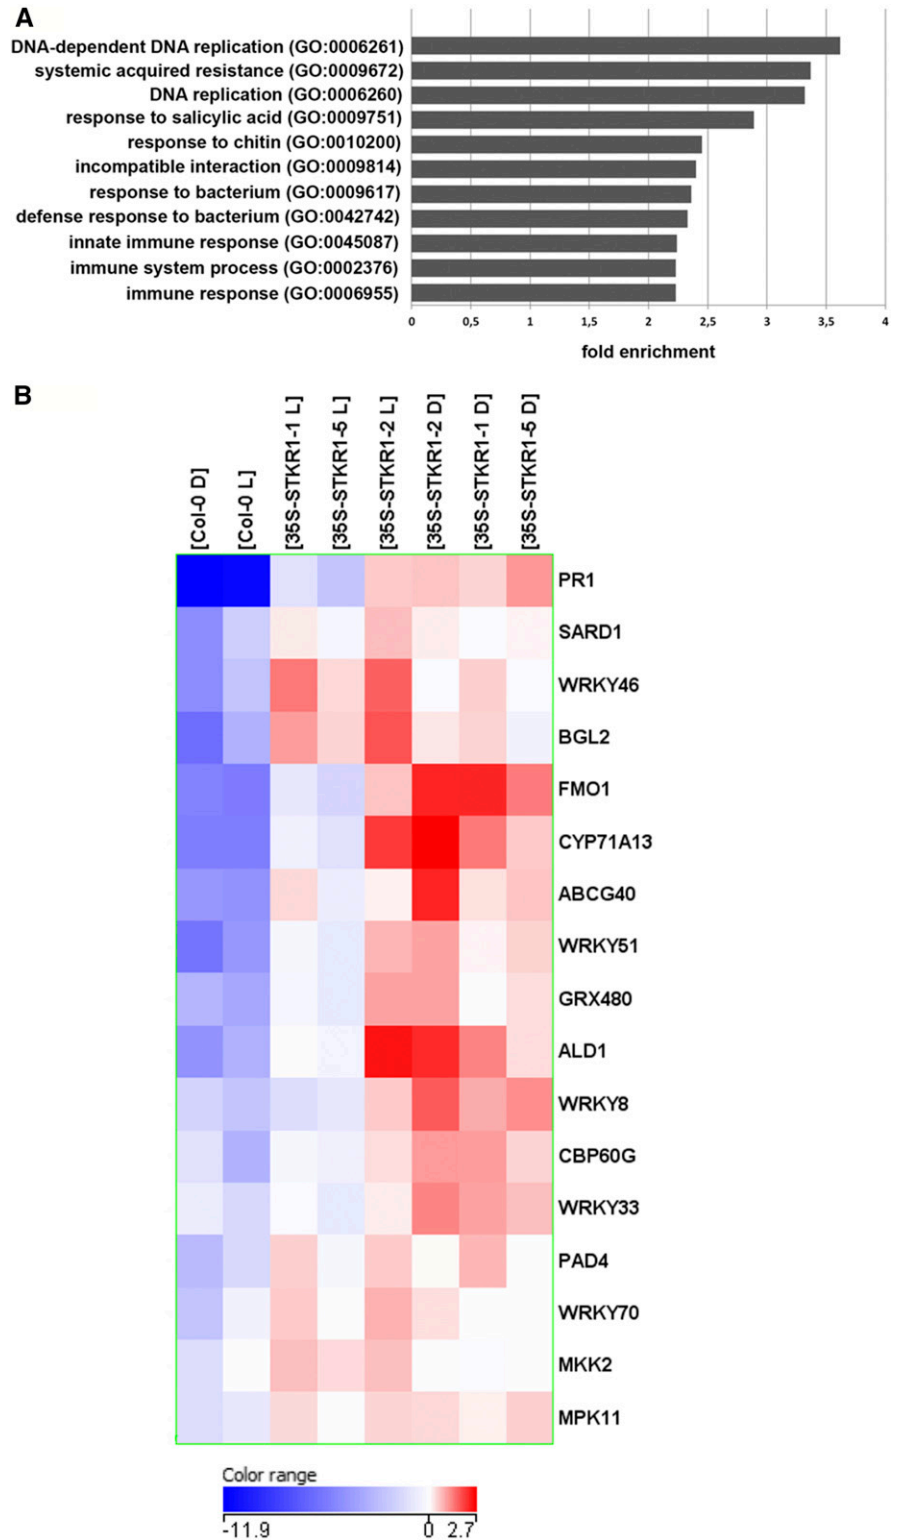 A
DNA-dependent DNA replication (GO:0006261)
systemic acquired resistance (GO:0009672)
DNA replication (GO:0006260)
response to salicylic acid (GO:0009751)
response to chitin (GO:0010200)
incompatible interaction (GO:0009814)
response to bacterium (GO:0009617)
defense response to bacterium (GO:0042742)
innate immune response (GO:0045087)
immune system process (GO:0002376)
immune response (GO:0006955)
0 0,5 1 1,5 2 2,5 3 3,5 4
fold enrichment
B
[Col-0 D]
[Col-0 L]
[35S-STKR1-1 L]
[35S-STKR1-5 L]
[35S-STKR1-2 L]
[35S-STKR1-2 D]
[35S-STKR1-1 D]
[35S-STKR1-5 D]
PR1
SARD1
WRKY46
BGL2
FMO1
CYP71A13
ABCG40
WRKY51
GRX480
ALD1
WRKY8
CBP60G
WRKY33
PAD4
WRKY70
MKK2
MPK11
Color range
-11.9 0 2.7